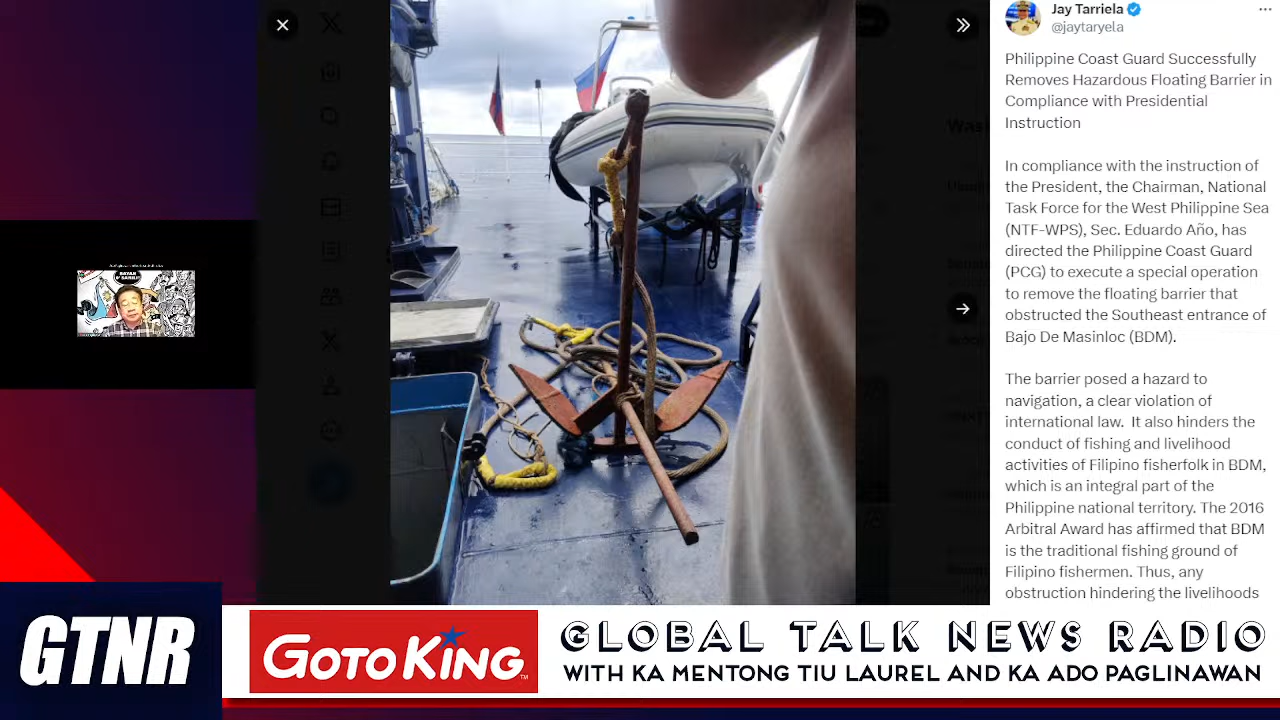 Jay Tarriela
@jaytaryela
Philippine Coast Guard Successfully
Removes Hazardous Floating Barrier in
Compliance with Presidential
Instruction
In compliance with the instruction of
the President, the Chairman, National
Task Force for the West Philippine Sea
(NTF-WPS), Sec. Eduardo Año, has
directed the Philippine Coast Guard
(PCG) to execute a special operation
to remove the floating barrier that
obstructed the Southeast entrance of
Bajo De Masinloc (BDM).
The barrier posed a hazard to
navigation, a clear violation of
international law. It also hinders the
conduct of fishing and livelihood
activities of Filipino fisherfolk in BDM,
which is an integral part of the
Philippine national territory. The 2016
Arbitral Award has affirmed that BDM
is the traditional fishing ground of
Filipino fishermen. Thus, any
obstruction hindering the livelihoods
GTNR
GOTO KING
TM
GLOBAL TALK NEWS RADIO
WITH KA MENTONG TIU LAUREL AND KA ADO PAGLINAWAN